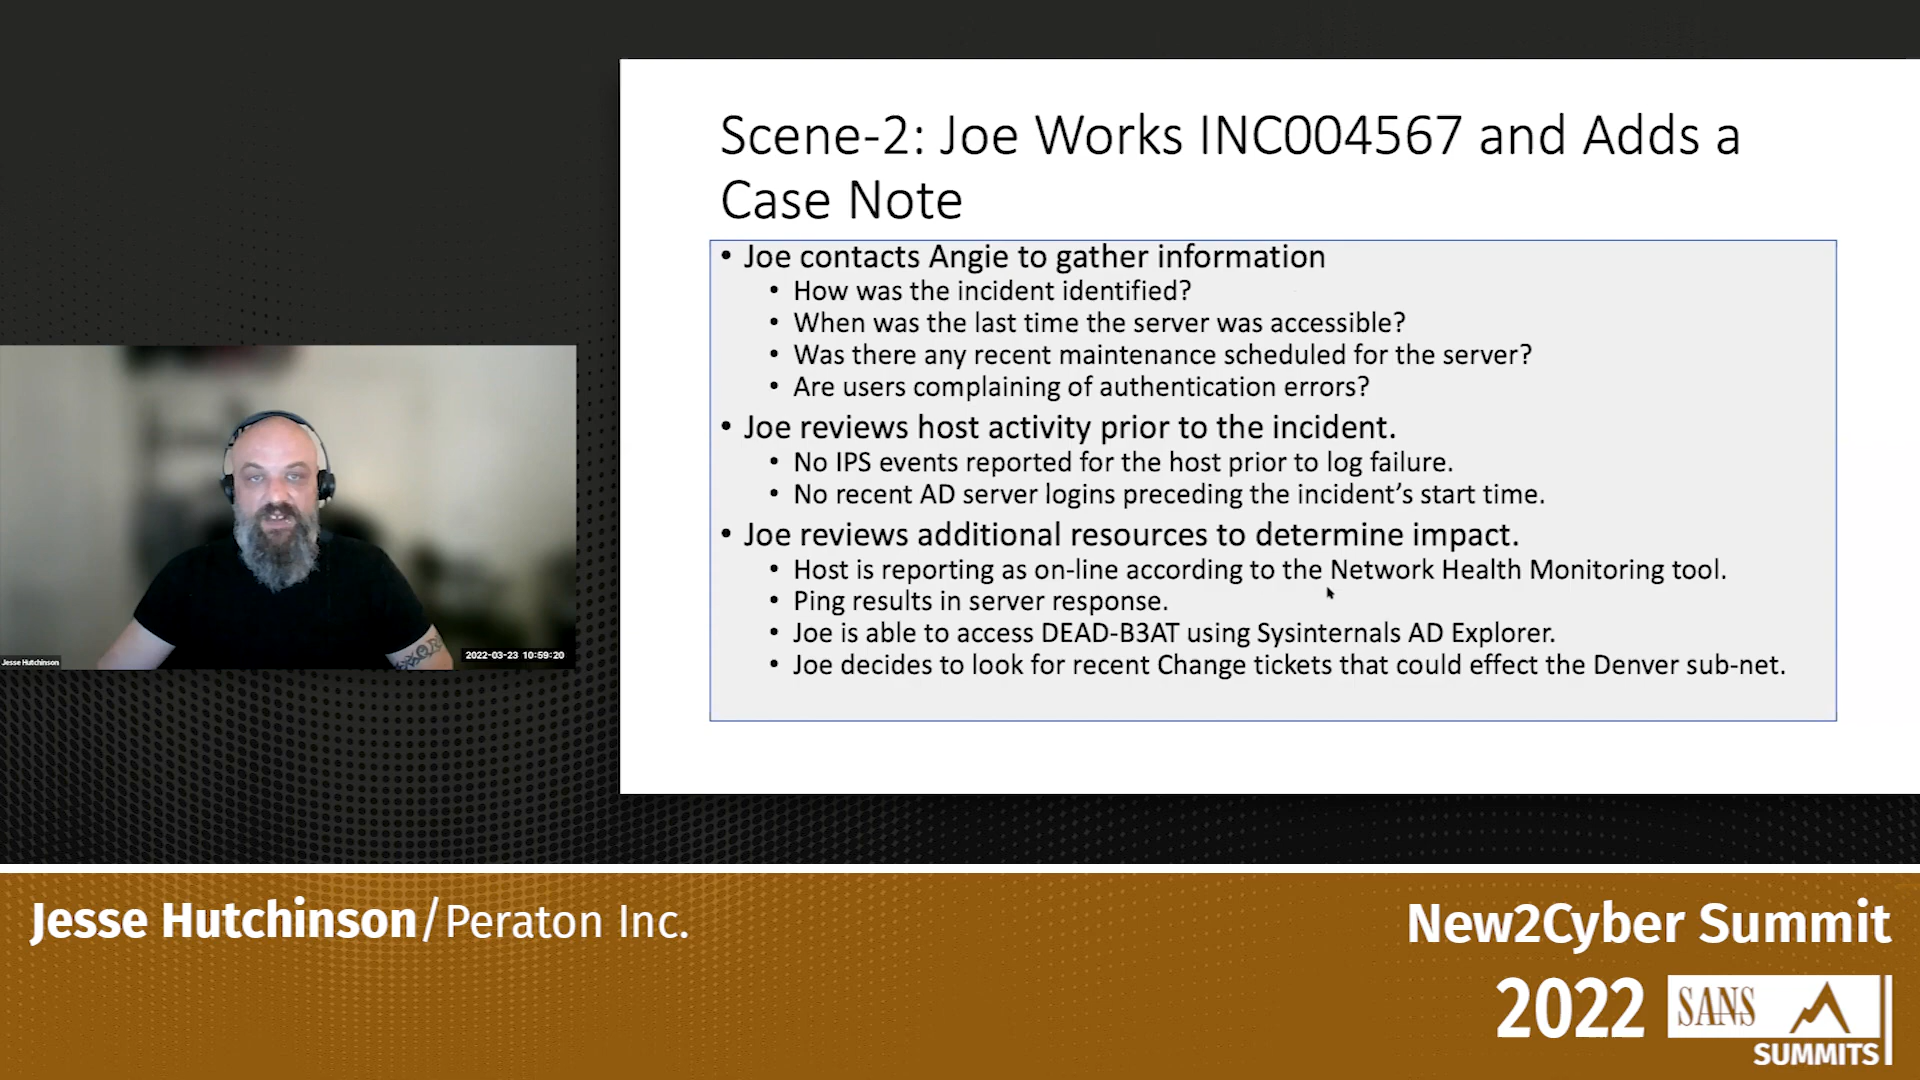 Scene-2: Joe Works INC004567 and Adds a
Case Note
• Joe contacts Angie to gather information
• How was the incident identified?
• When was the last time the server was accessible?
• Was there any recent maintenance scheduled for the server?
• Are users complaining of authentication errors?
• Joe reviews host activity prior to the incident.
• No IPS events reported for the host prior to log failure.
• No recent AD server logins preceding the incident’s start time.
• Joe reviews additional resources to determine impact.
• Host is reporting as on-line according to the Network Health Monitoring tool.
• Ping results in server response.
• Joe is able to access DEAD-B3AT using Sysinternals AD Explorer.
• Joe decides to look for recent Change tickets that could effect the Denver sub-net.
Jesse Hutchinson
2022-03-23 10:59:20
Jesse Hutchinson/Peraton Inc.
New2Cyber Summit
2022
SANS
SUMMITS